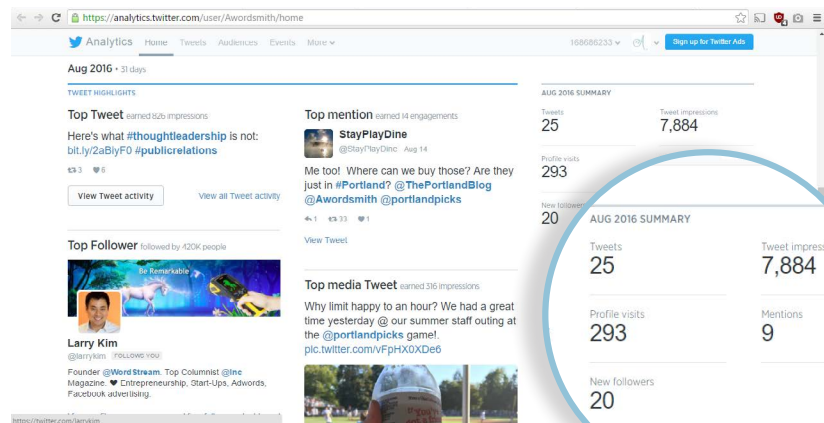 https://analytics.twitter.com/user/Awordsmith/home
Analytics Home Tweets Audiences Events More
168686233
Sign up for Twitter Ads
Aug 2016 • 31 days
TWEET HIGHLIGHTS
Top Tweet earned 826 impressions
Here's what #thoughtleadership is not:
bit.ly/2aBiyF0 #publicrelations
3 6
View Tweet activity
View all Tweet activity
Top Follower followed by 420K people
Be Remarkable
Larry Kim
@larrykim FOLLOWS YOU
Founder @WordStream. Top Columnist @Inc
Magazine. ❤ Entrepreneurship, Start-Ups, Adwords,
Facebook advertising.
https://twitter.com/larrykim
Top mention earned 14 engagements
StayPlayDine
@StayPlayDine Aug 14
Me too! Where can we buy those? Are they
just in #Portland? @ThePortlandBlog
@Awordsmith @portlandpicks
1 33 1
View Tweet
Top media Tweet earned 316 impressions
Why limit happy to an hour? We had a great
time yesterday @ our summer staff outing at
the @portlandpicks game!.
pic.twitter.com/vFpHX0XDe6
AUG 2016 SUMMARY
Tweets
25
Tweet impressions
7,884
Profile visits
293
New followers
20
AUG 2016 SUMMARY
Tweets
25
Tweet impress
7,884
Profile visits
293
Mentions
9
New followers
20